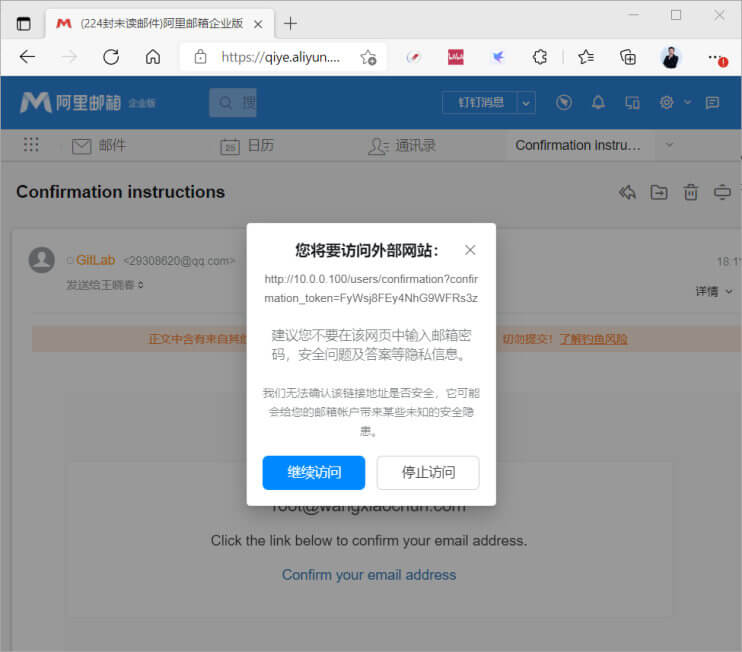 (224封未读邮件)阿里邮箱企业版
https://qiye.aliyun....
阿里邮箱 企业版
搜
钉钉消息
邮件
25
日历
通讯录
Confirmation instru...
Confirmation instructions
GitLab <29308620@qq.com>
18:1
发送给王晓春
详情
正文中含有来自其
切勿提交！了解钓鱼风险
您将要访问外部网站：
http://10.0.0.100/users/confirmation?confir
mation_token=FyWsj8FEy4NhG9WFRs3z
建议您不要在该网页中输入邮箱密
码，安全问题及答案等隐私信息。
我们无法确认该链接地址是否安全，它可能
会给您的邮箱帐户带来某些未知的安全隐
患。
继续访问
停止访问
root@wangxiaochun.com
Click the link below to confirm your email address.
Confirm your email address